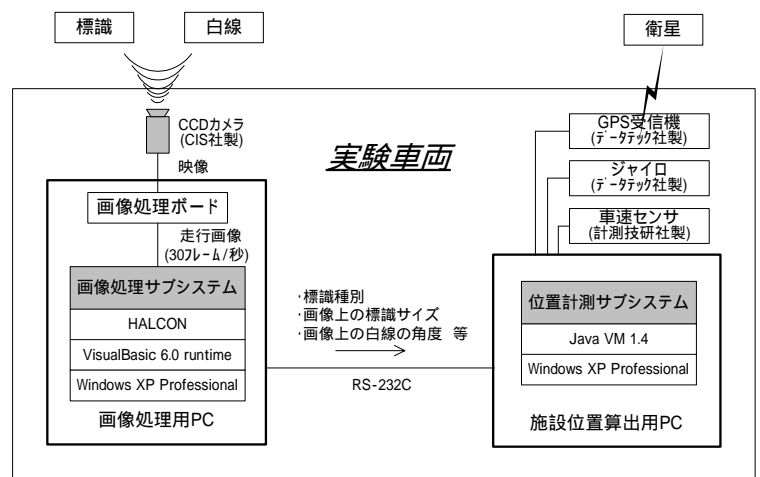 標識
白線
衛星
CCDカメラ
(CIS社製)
映像
実験車両
GPS受信機
(ﾃﾞｰﾀﾃｯｸ社製)
ジャイロ
(ﾃﾞｰﾀﾃｯｸ社製)
車速センサ
(計測技研社製)
画像処理ボード
走行画像
(30ﾌﾚｰﾑ/秒)
画像処理サブシステム
HALCON
VisualBasic 6.0 runtime
Windows XP Professional
画像処理用PC
・標識種別
・画像上の標識サイズ
・画像上の白線の角度 等
RS-232C
位置計測サブシステム
Java VM 1.4
Windows XP Professional
施設位置算出用PC